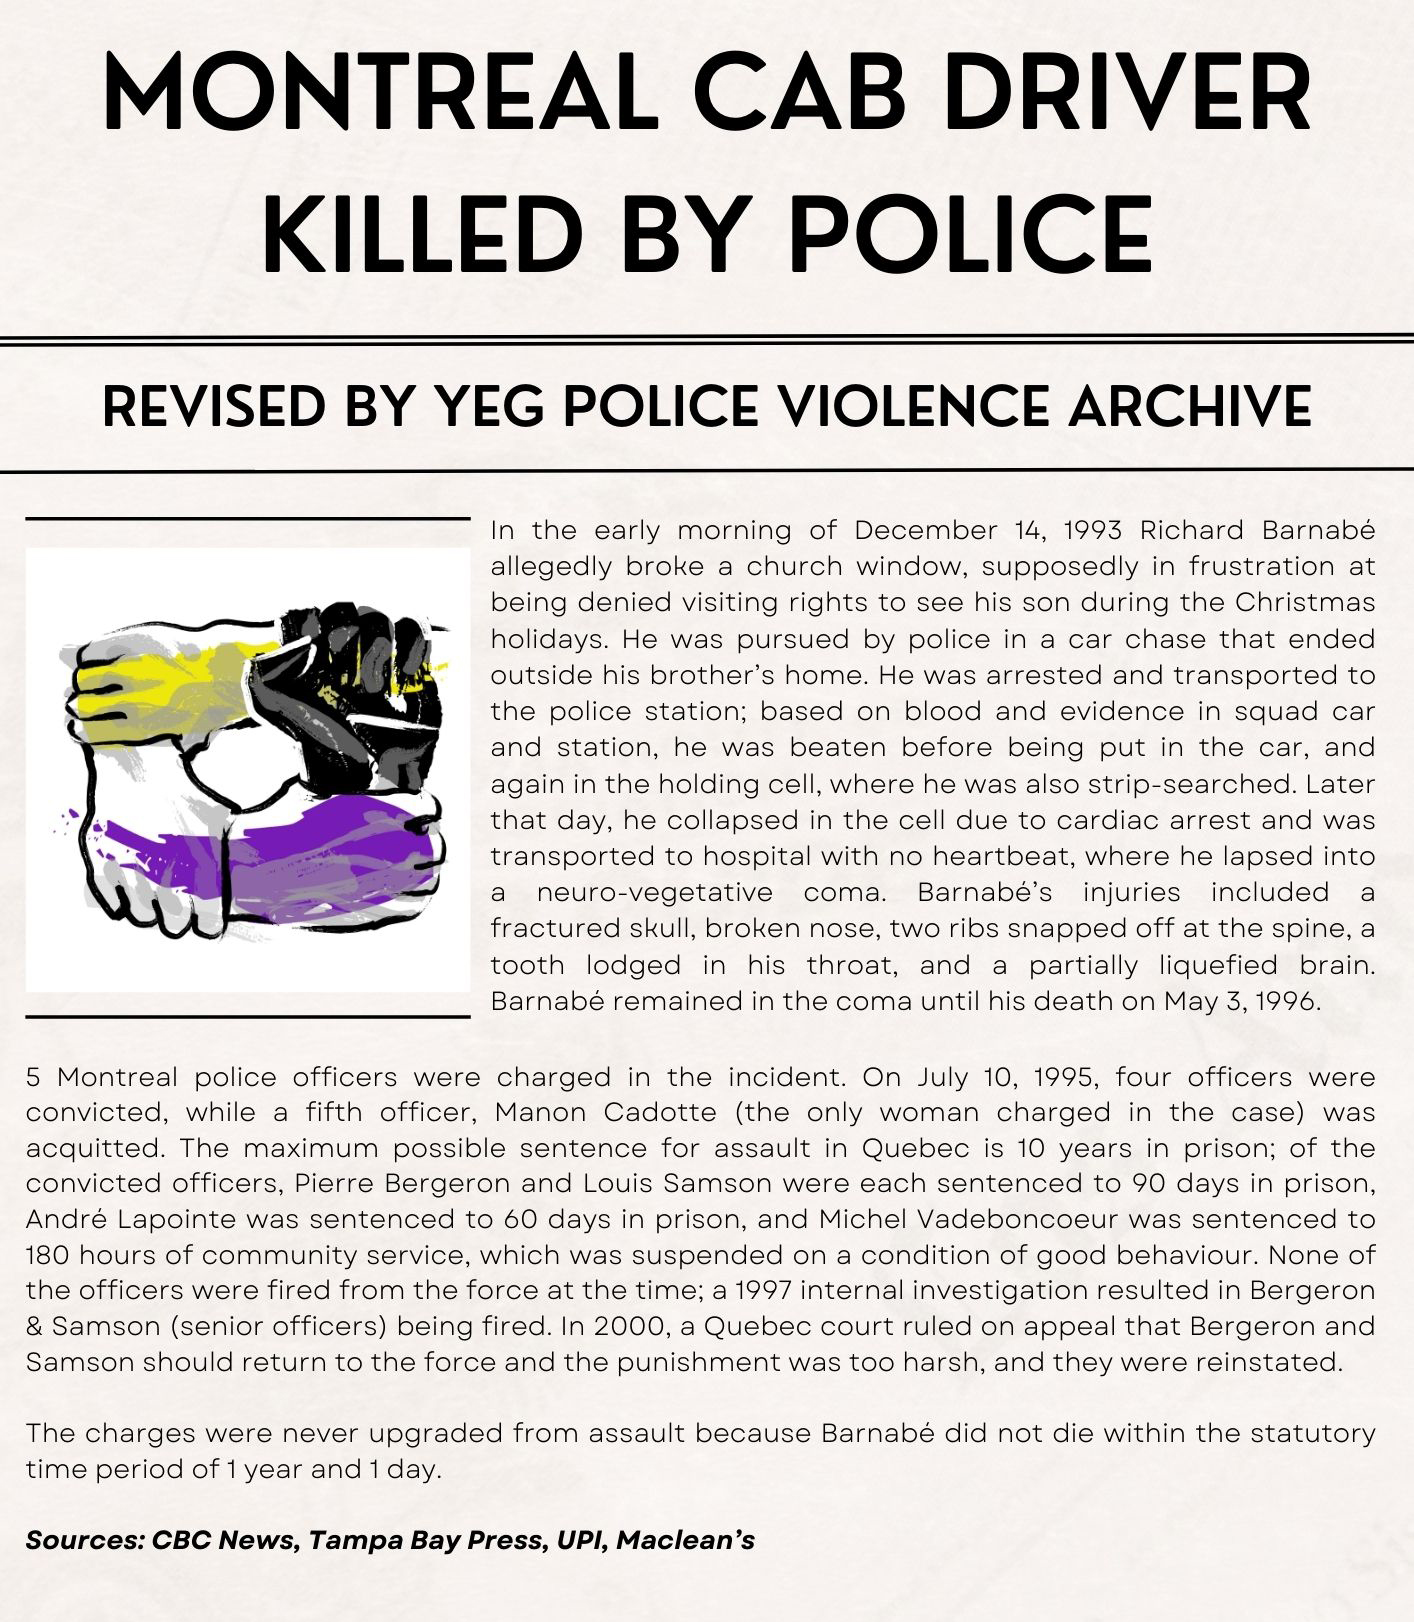 MONTREAL CAB DRIVER
KILLED BY POLICE
REVISED BY YEG POLICE VIOLENCE ARCHIVE
In the early morning of December 14, 1993 Richard Barnabé
allegedly broke a church window, supposedly in frustration at
being denied visiting rights to see his son during the Christmas
holidays. He was pursued by police in a car chase that ended
outside his brother’s home. He was arrested and transported to
the police station; based on blood and evidence in squad car
and station, he was beaten before being put in the car, and
again in the holding cell, where he was also strip-searched. Later
that day, he collapsed in the cell due to cardiac arrest and was
transported to hospital with no heartbeat, where he lapsed into
a neuro-vegetative coma. Barnabé’s injuries included a
fractured skull, broken nose, two ribs snapped off at the spine, a
tooth lodged in his throat, and a partially liquefied brain.
Barnabé remained in the coma until his death on May 3, 1996.
5 Montreal police officers were charged in the incident. On July 10, 1995, four officers were
convicted, while a fifth officer, Manon Cadotte (the only woman charged in the case) was
acquitted. The maximum possible sentence for assault in Quebec is 10 years in prison; of the
convicted officers, Pierre Bergeron and Louis Samson were each sentenced to 90 days in prison,
André Lapointe was sentenced to 60 days in prison, and Michel Vadeboncoeur was sentenced to
180 hours of community service, which was suspended on a condition of good behaviour. None of
the officers were fired from the force at the time; a 1997 internal investigation resulted in Bergeron
& Samson (senior officers) being fired. In 2000, a Quebec court ruled on appeal that Bergeron and
Samson should return to the force and the punishment was too harsh, and they were reinstated.
The charges were never upgraded from assault because Barnabé did not die within the statutory
time period of 1 year and 1 day.
Sources: CBC News, Tampa Bay Press, UPI, Maclean’s